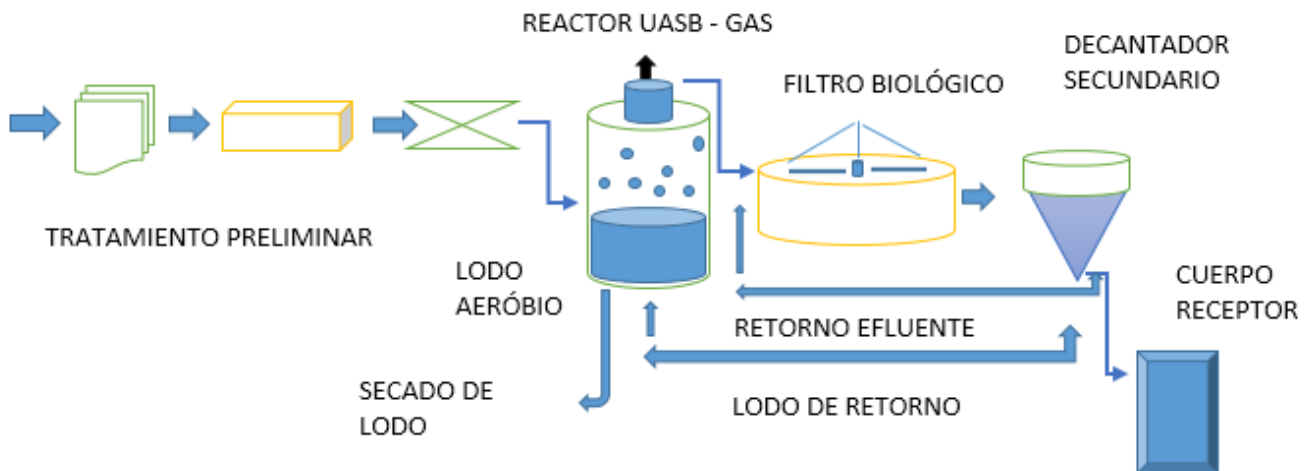 REACTOR UASB - GAS
DECANTADOR
SECUNDARIO
FILTRO BIOLÓGICO
TRATAMIENTO PRELIMINAR
LODO
AERÓBIO
CUERPO
RECEPTOR
RETORNO EFLUENTE
SECADO DE
LODO
LODO DE RETORNO